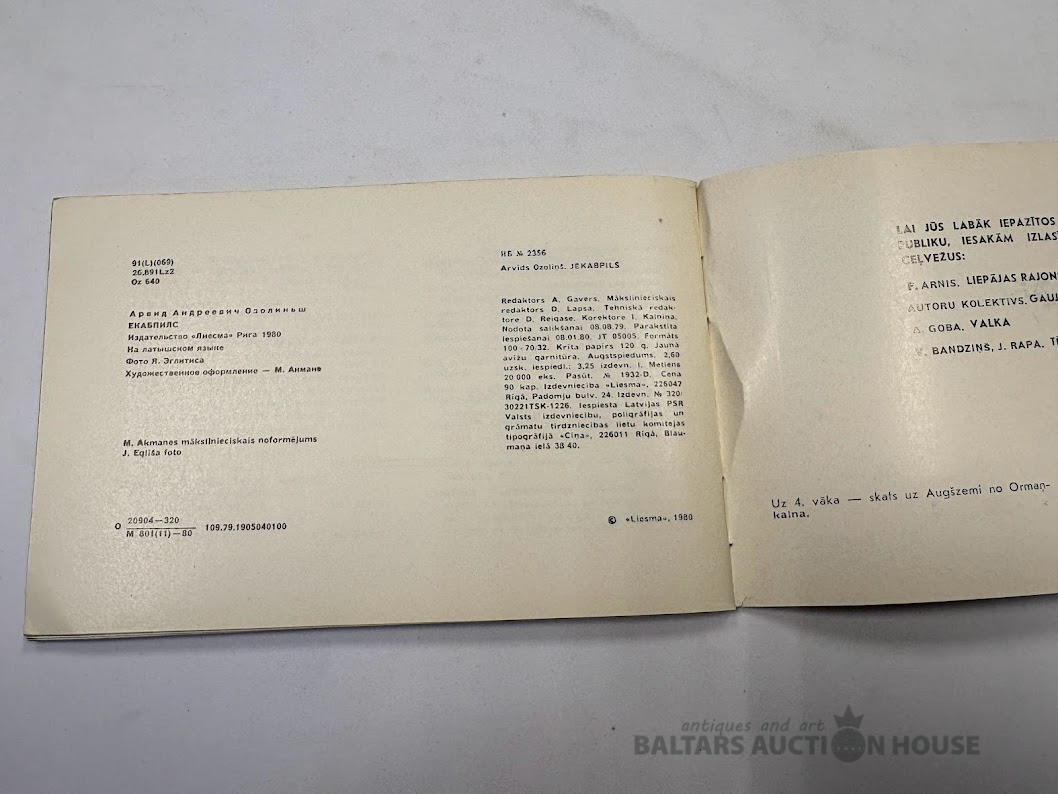 91(L)(069)
26.891Lz2
Oz 640
Арвид Андреевич Озолиньш
ЕКАБПИЛС
Издательство «Лиесма» Рига 1980
На латышском языке
Фото Я. Эглитиса
Художественное оформление — М. Акмане
M. Akmanes mākslinieciskais noformējums
J. Eglīša foto
О 20904—320
М 801(11)—80
109.79.1905040100
ИБ № 2356
Arvīds Ozoliņš. JĒKABPILS
Redaktors A. Gavers. Mākslinieciskais
redaktors D. Lapsa. Tehniskā redak-
tore D. Reigase. Korektore I. Kalniņa.
Nodota salikšanai 08.08.79. Parakstīta
iespiešanai 08.01.80. JT 05005. Formāts
100×70/32. Krīta papīrs 120 g. Jaunā
avīžu garnitūra. Augstspiedums. 2,60
uzsk. iespiedl.; 3,25 izdevn. l. Metiens
20 000 eks. Pasūt. № 1932-D. Cena
90 kap. Izdevniecība «Liesma», 226047
Rīgā, Padomju bulv. 24. Izdevn. № 320/
30221TSK-1226. Iespiesta Latvijas PSR
Valsts izdevniecību, poligrāfijas un
grāmatu tirdzniecības lietu komitejas
tipogrāfijā «Cīņa», 226011 Rīgā, Blau-
maņa ielā 38/40.
© «Liesma», 1980
LAI JŪS LABĀK IEPAZĪTOS
PUBLIKU, IESAKĀM
CEĻVEŽUS:
F. ARNIS. LIEPĀJAS
AUTORU KOLEKTĪVS.
A. GOBA. VALKA
BANDZIŅŠ, J. RAPA.
Uz 4. vāka — skats uz Augšzemi no Ormaņ-
kalna.
antiques and art
BALTARS AUCTION HOUSE